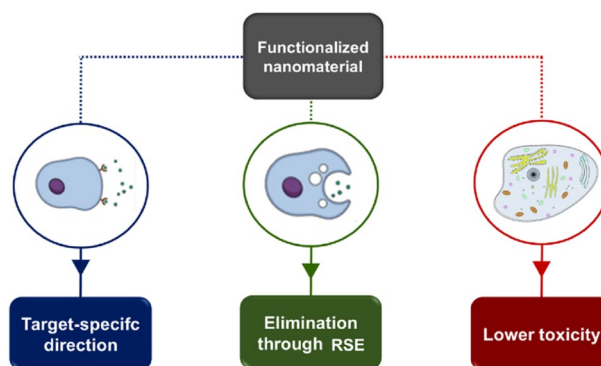 Functionalized
nanomaterial
Target-specifc
direction
Elimination
through RSE
Lower toxicity